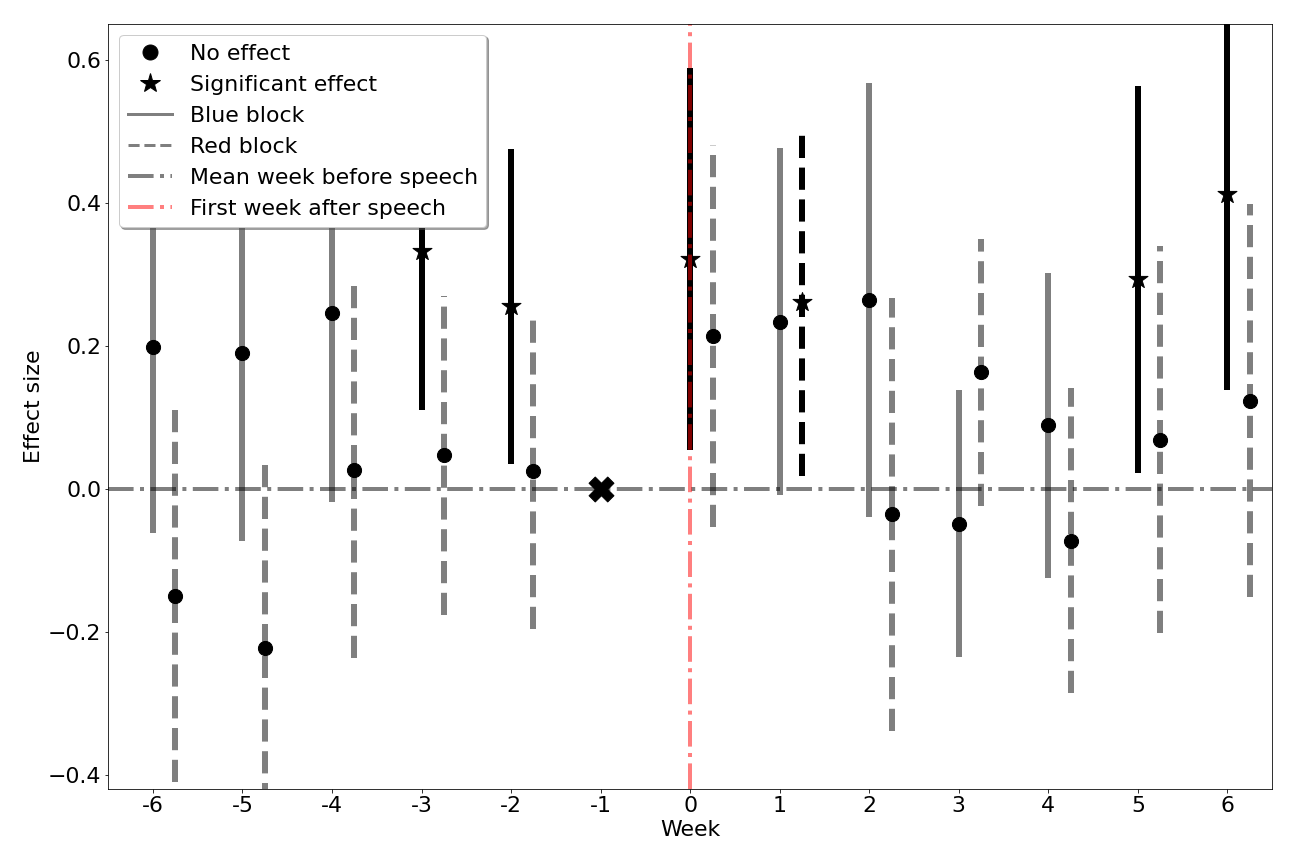 No effect
Significant effect
Blue block
Red block
Mean week before speech
First week after speech
0.6
0.4
0.2
0.0
−0.2
−0.4
Effect size
-6 -5 -4 -3 -2 -1 0 1 2 3 4 5 6
Week